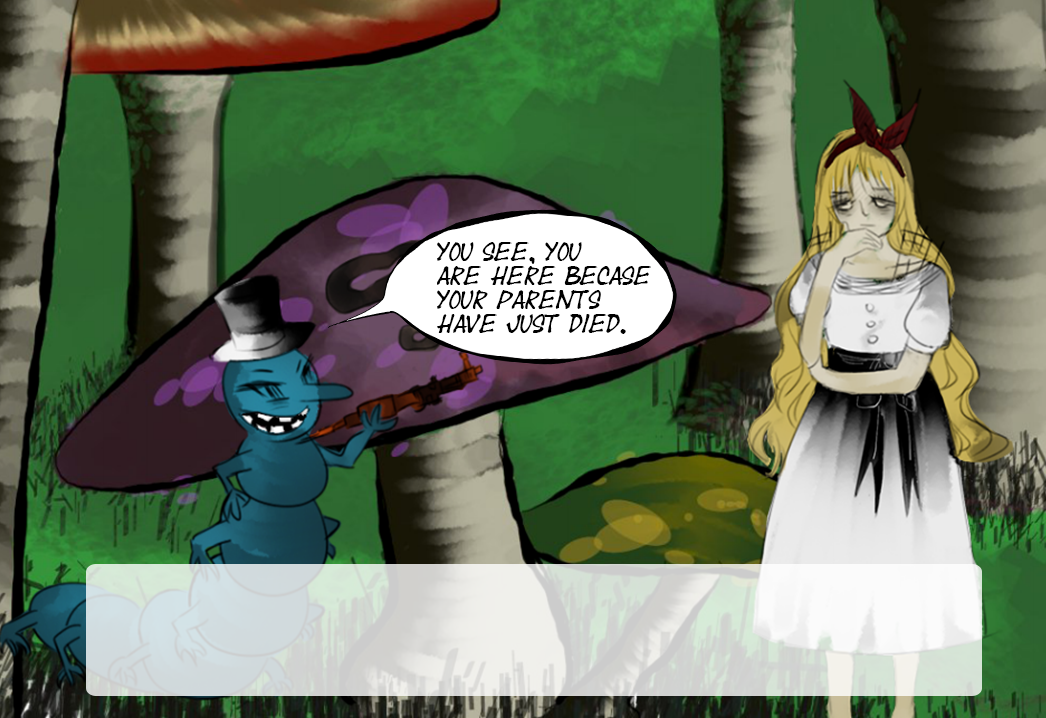 YOU SEE, YOU
ARE HERE BECASE
YOUR PARENTS
HAVE JUST DIED.